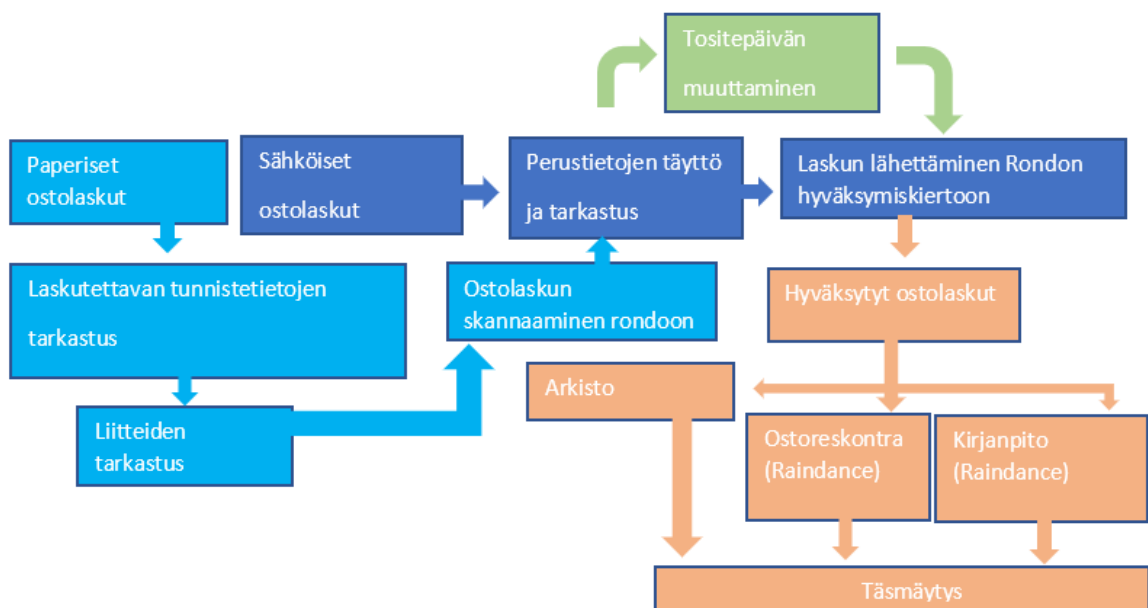 Tositepäivän
muuttaminen
Paperiset
ostolaskut
Sähköiset
ostolaskut
Perustietojen täyttö
ja tarkastus
Laskun lähettäminen Rondon
hyväksymiskiertoon
Laskutettavan tunnistetietojen
tarkastus
Ostolaskun
skannaaminen rondoon
Hyväksytyt ostolaskut
Liitteiden
tarkastus
Arkisto
Ostoreskontra
(Raindance)
Kirjanpito
(Raindance)
Täsmäytys